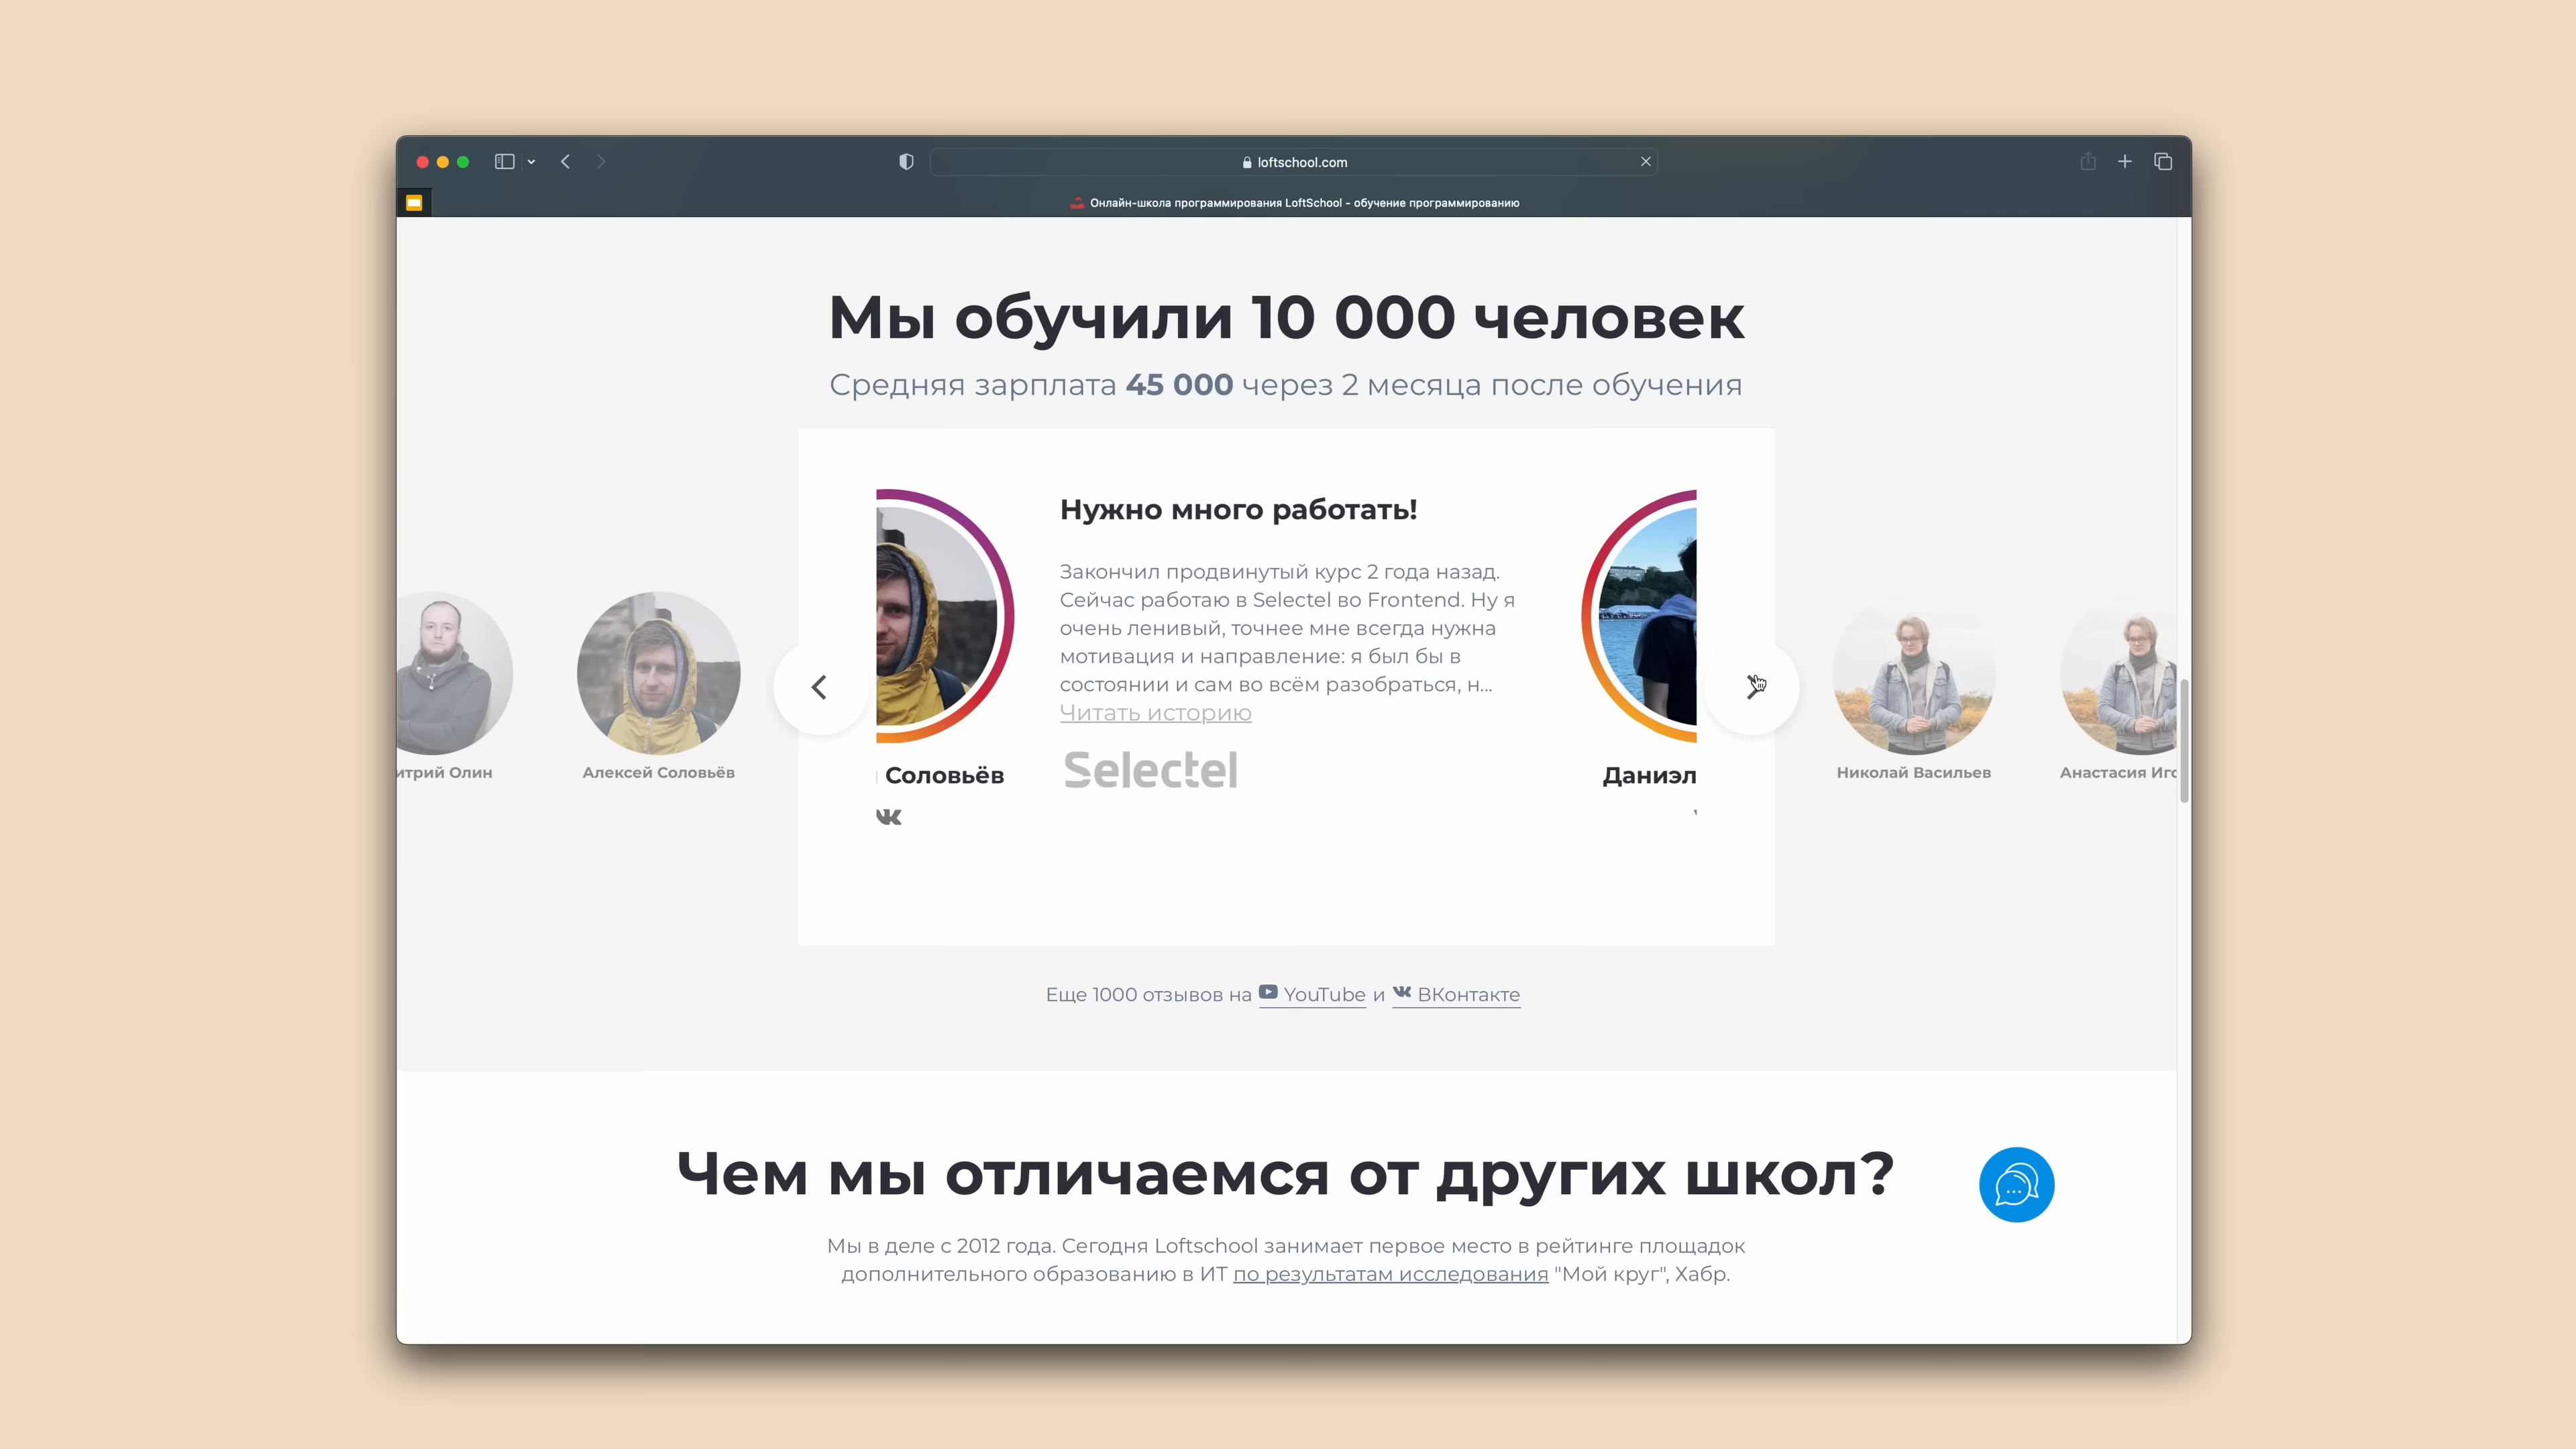 loftschool.com
Онлайн-школа программирования LoftSchool - обучение программированию
Мы обучили 10 000 человек
Средняя зарплата 45 000 через 2 месяца после обучения
Нужно много работать!
Закончил продвинутый курс 2 года назад.
Сейчас работаю в Selectel во Frontend. Ну я
очень ленивый, точнее мне всегда нужна
мотивация и направление: я был бы в
состоянии и сам во всём разобраться, н...
Читать историю
Selectel
Соловьёв
Даниэл
итрий Олин
Алексей Соловьёв
Николай Васильев
Анастасия Иго
Еще 1000 отзывов на YouTube и ВКонтакте
Чем мы отличаемся от других школ?
Мы в деле с 2012 года. Сегодня Loftschool занимает первое место в рейтинге площадок
дополнительного образованию в ИТ по результатам исследования "Мой круг", Хабр.